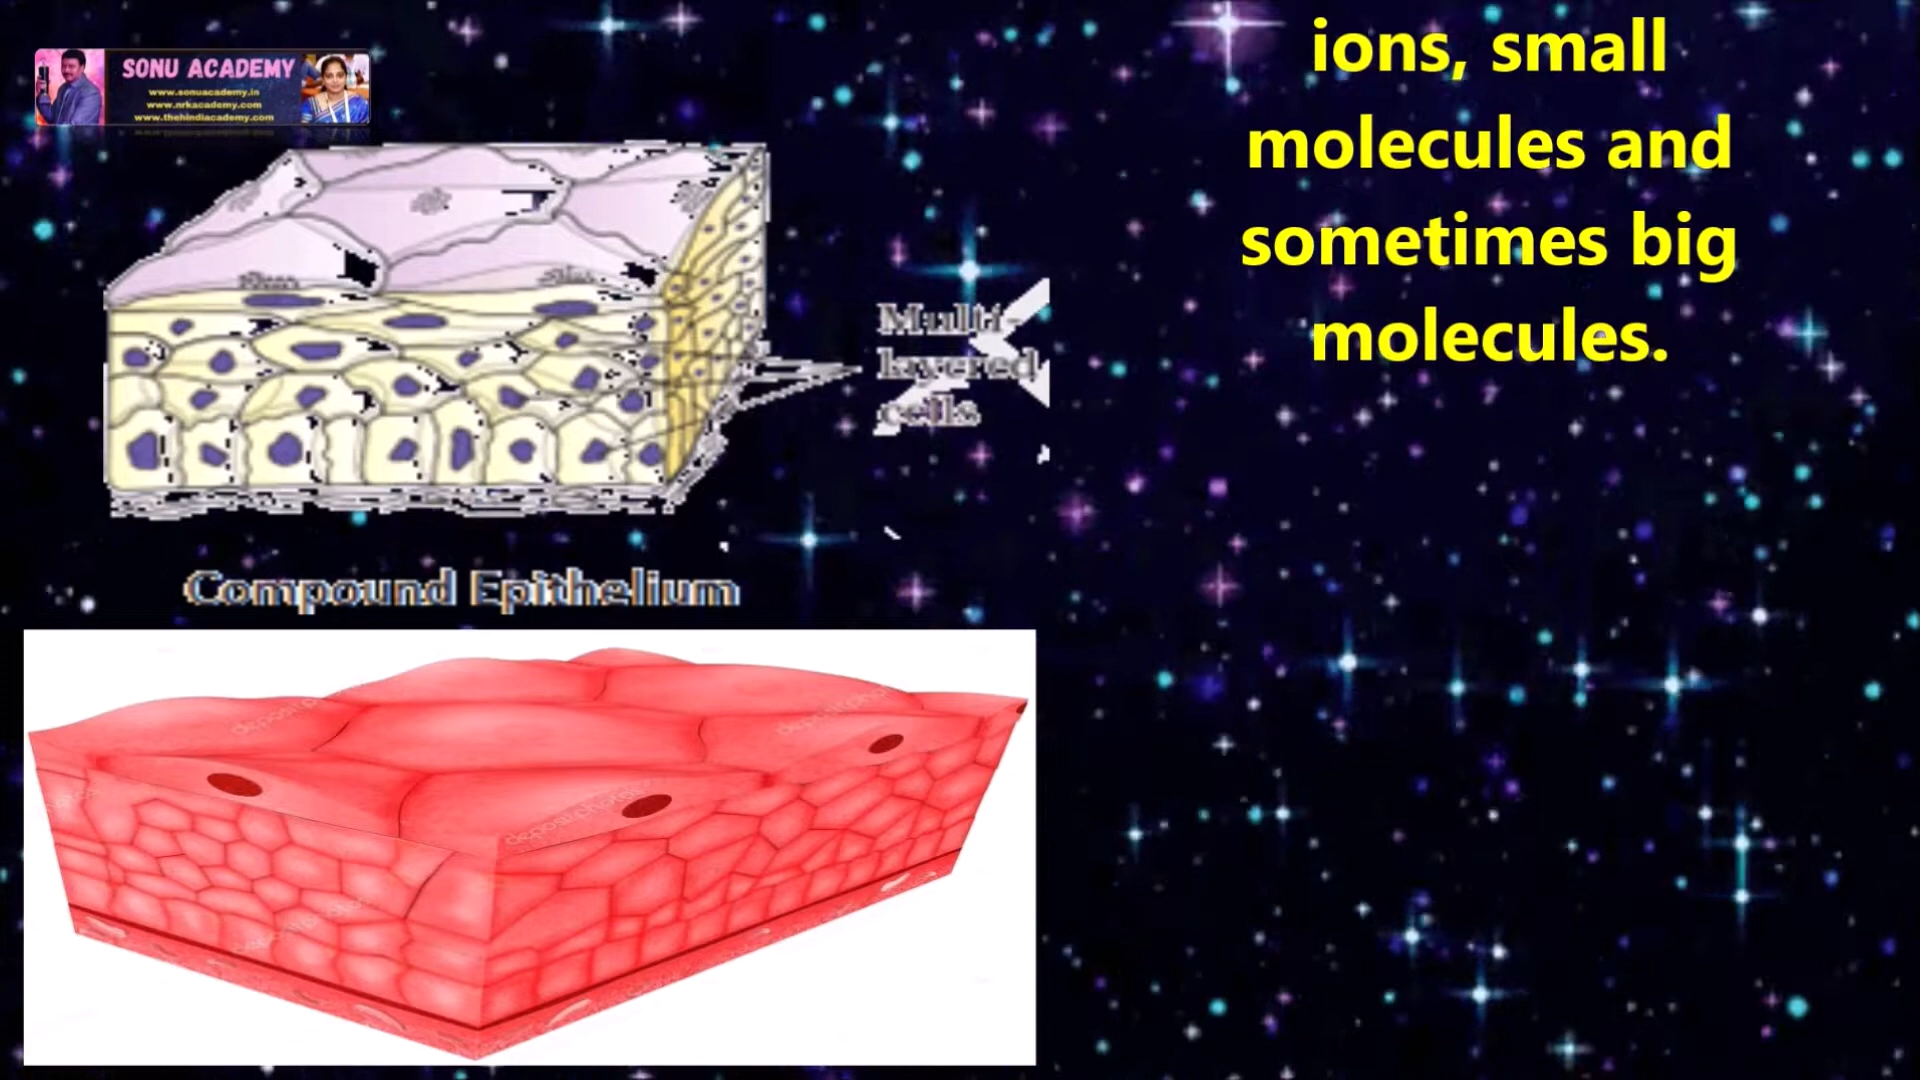 SONU ACADEMY
www.sonuacademy.in
www.nrkacademy.com
www.thehindiacademy.com
ions, small
molecules and
sometimes big
molecules.
Multi-
layered
cells
Compound Epithelium